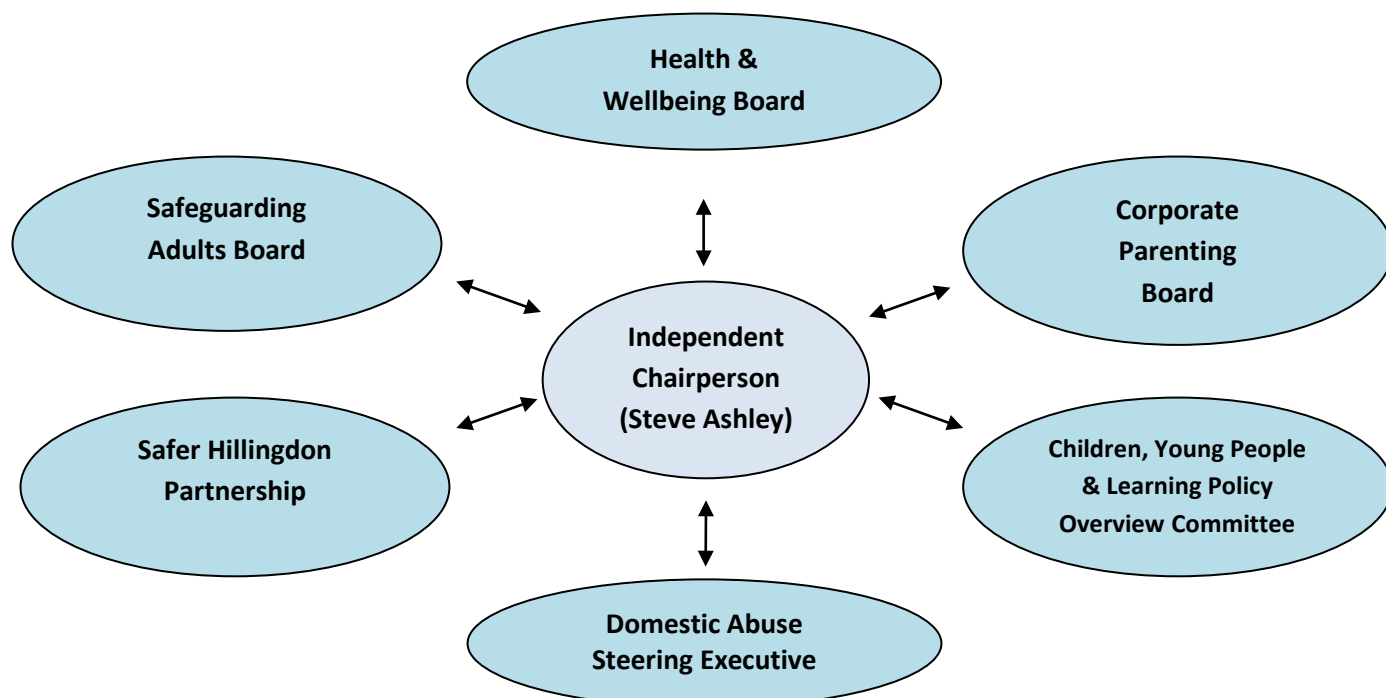 Health &
Wellbeing Board
Safeguarding
Adults Board
Corporate
Parenting
Board
Independent
Chairperson
(Steve Ashley)
Safer Hillingdon
Partnership
Children, Young People
& Learning Policy
Overview Committee
Domestic Abuse
Steering Executive